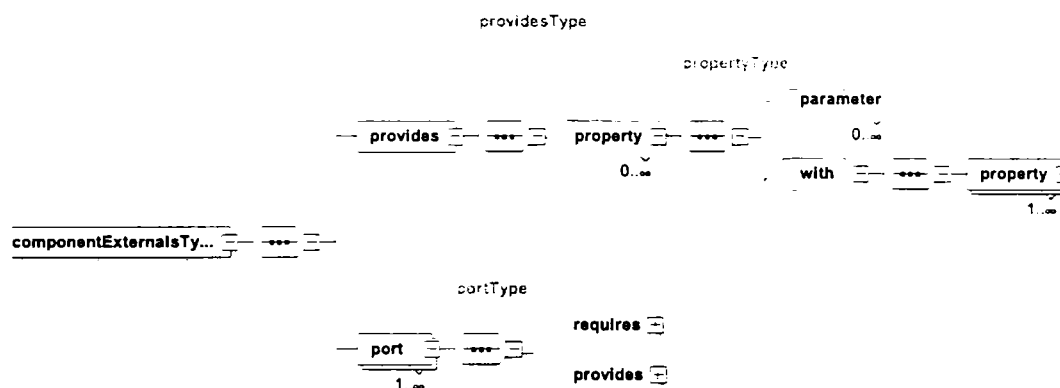 providesType
propertyType
parameter
0..∞
provides
property
0..∞
with
property
1..∞
componentExternalsTy...
portType
requires
port
1..∞
provides